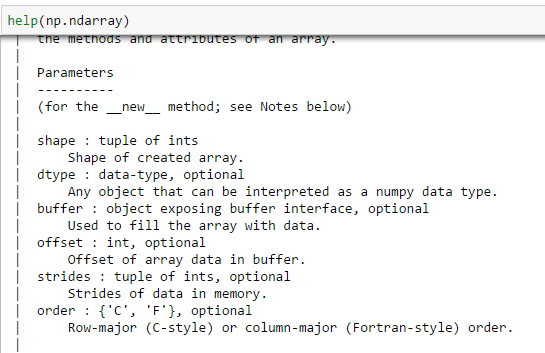 help(np.ndarray)
the methods and attributes of an array.
Parameters
----------
(for the __new__ method; see Notes below)
shape : tuple of ints
Shape of created array.
dtype : data-type, optional
Any object that can be interpreted as a numpy data type.
buffer : object exposing buffer interface, optional
Used to fill the array with data.
offset : int, optional
Offset of array data in buffer.
strides : tuple of ints, optional
Strides of data in memory.
order : {'C', 'F'}, optional
Row-major (C-style) or column-major (Fortran-style) order.